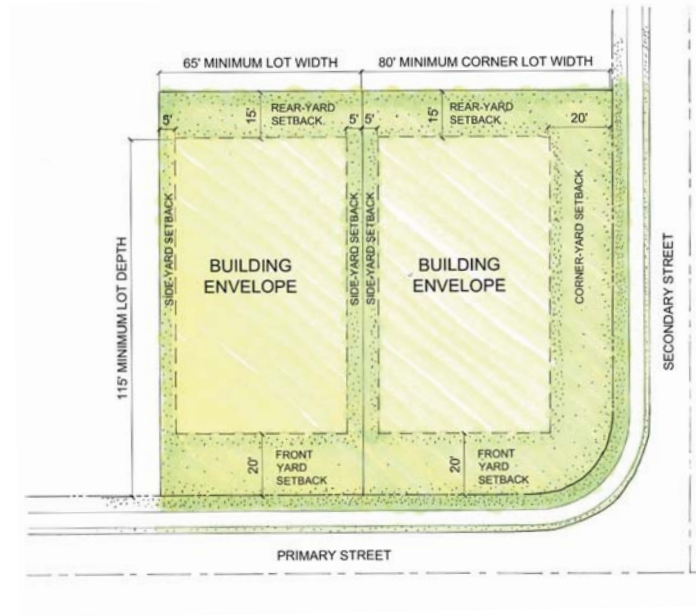 65' MINIMUM LOT WIDTH
80' MINIMUM CORNER LOT WIDTH
5'
15'
REAR-YARD
SETBACK
5'
5'
15'
REAR-YARD
SETBACK
20'
115' MINIMUM LOT DEPTH
SIDE-YARD SETBACK
BUILDING
ENVELOPE
SIDE-YARD SETBACK
SIDE-YARD SETBACK
BUILDING
ENVELOPE
CORNER-YARD SETBACK
SECONDARY STREET
20'
FRONT
YARD
SETBACK
20'
FRONT
YARD
SETBACK
PRIMARY STREET